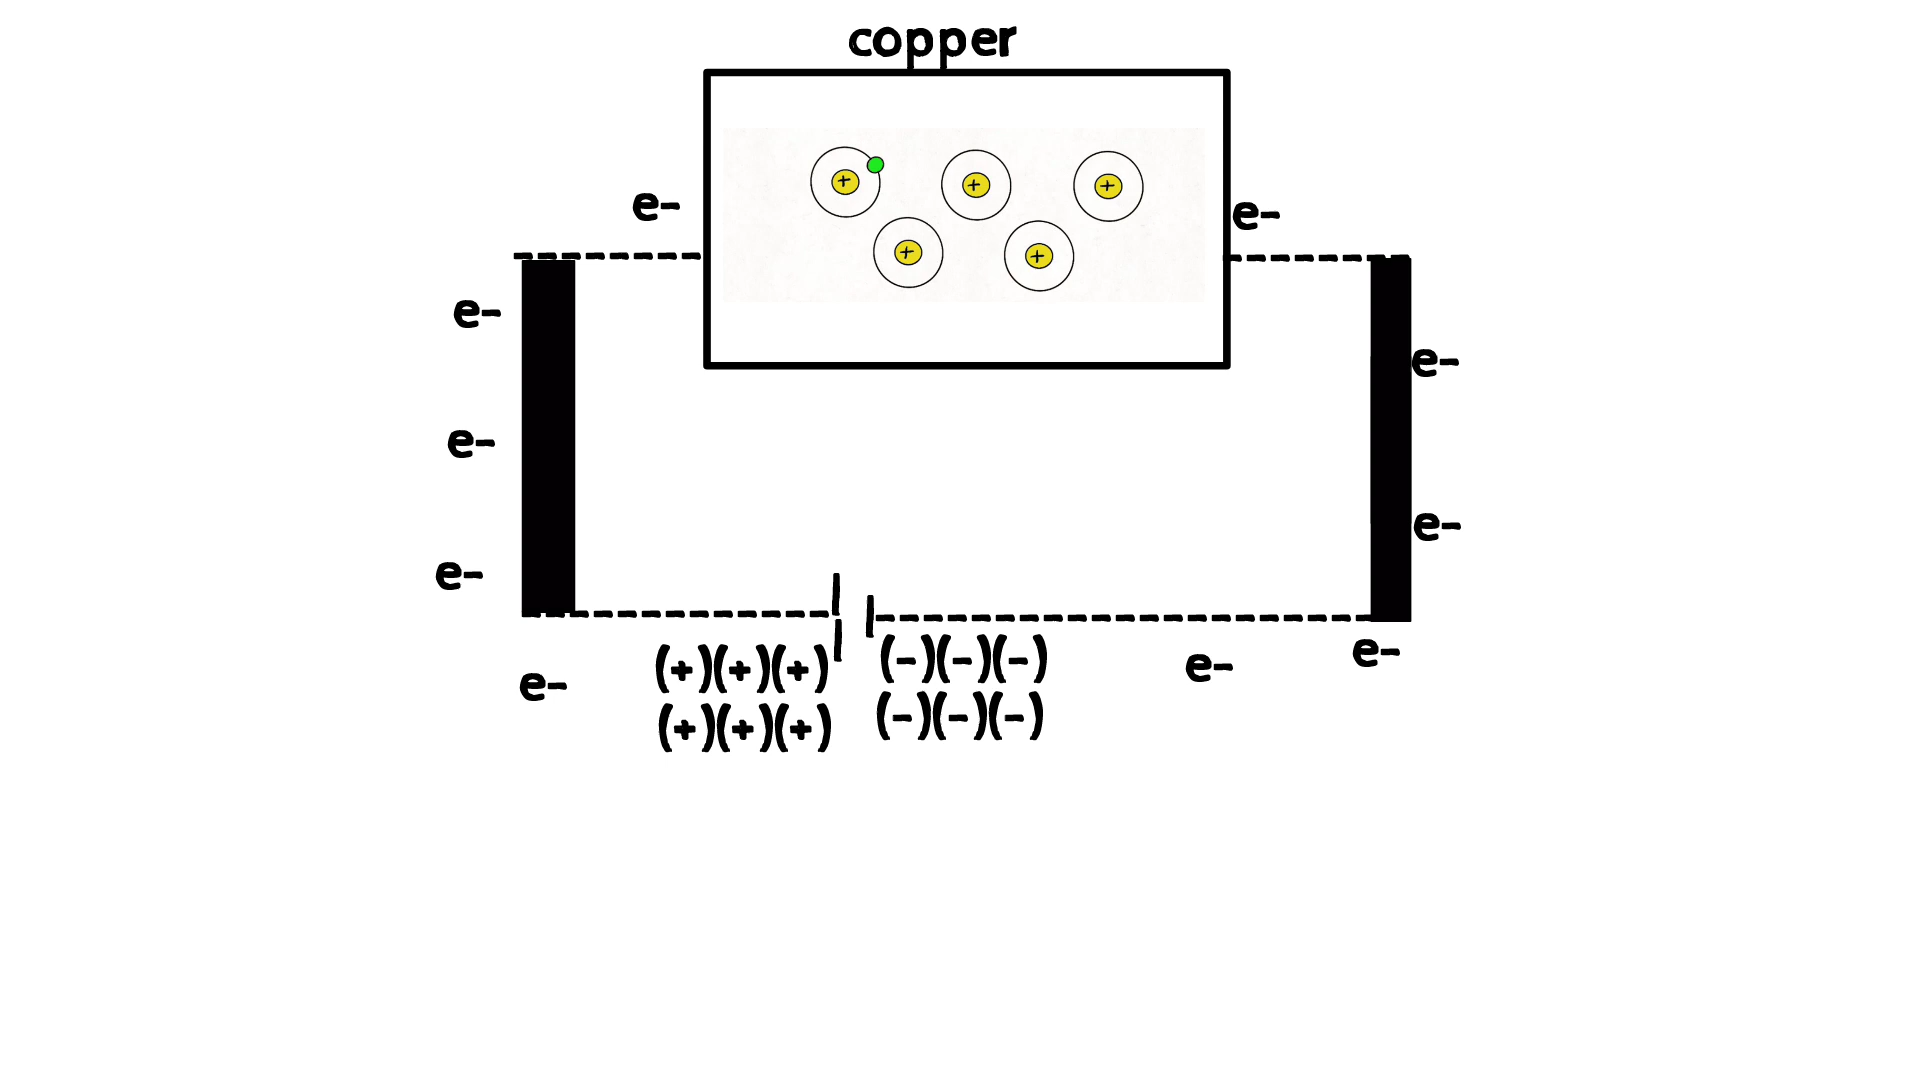 copper
+ + +
+ +
e- e-
e- e-
e- e-
e-
(+)(+)(+) (-)(-)(-)
e- e- e-
(+)(+)(+) (-)(-)(-)